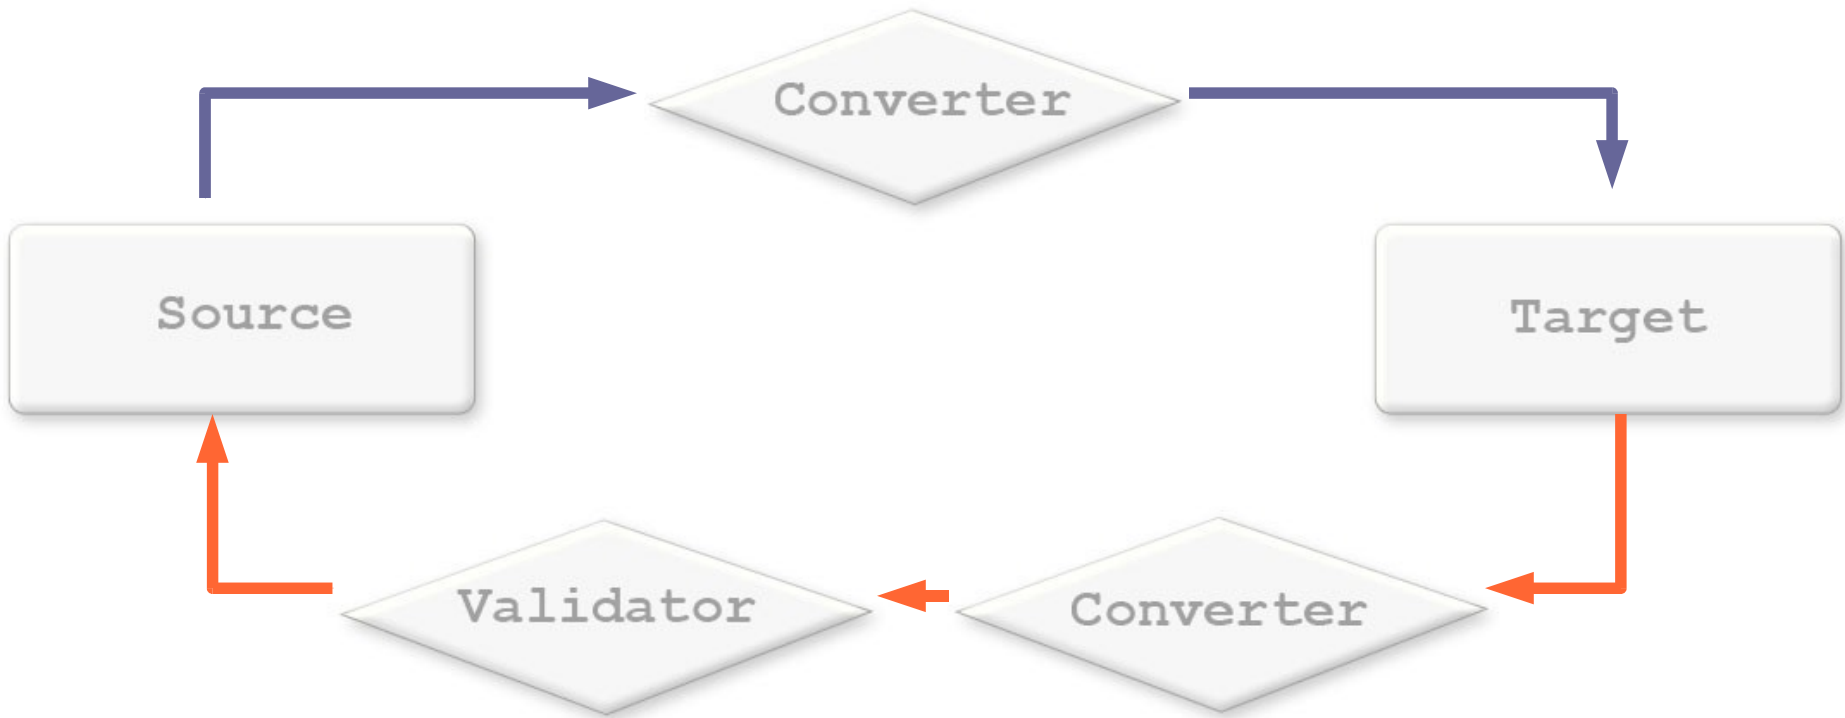 Converter
Source
Target
Validator
Converter